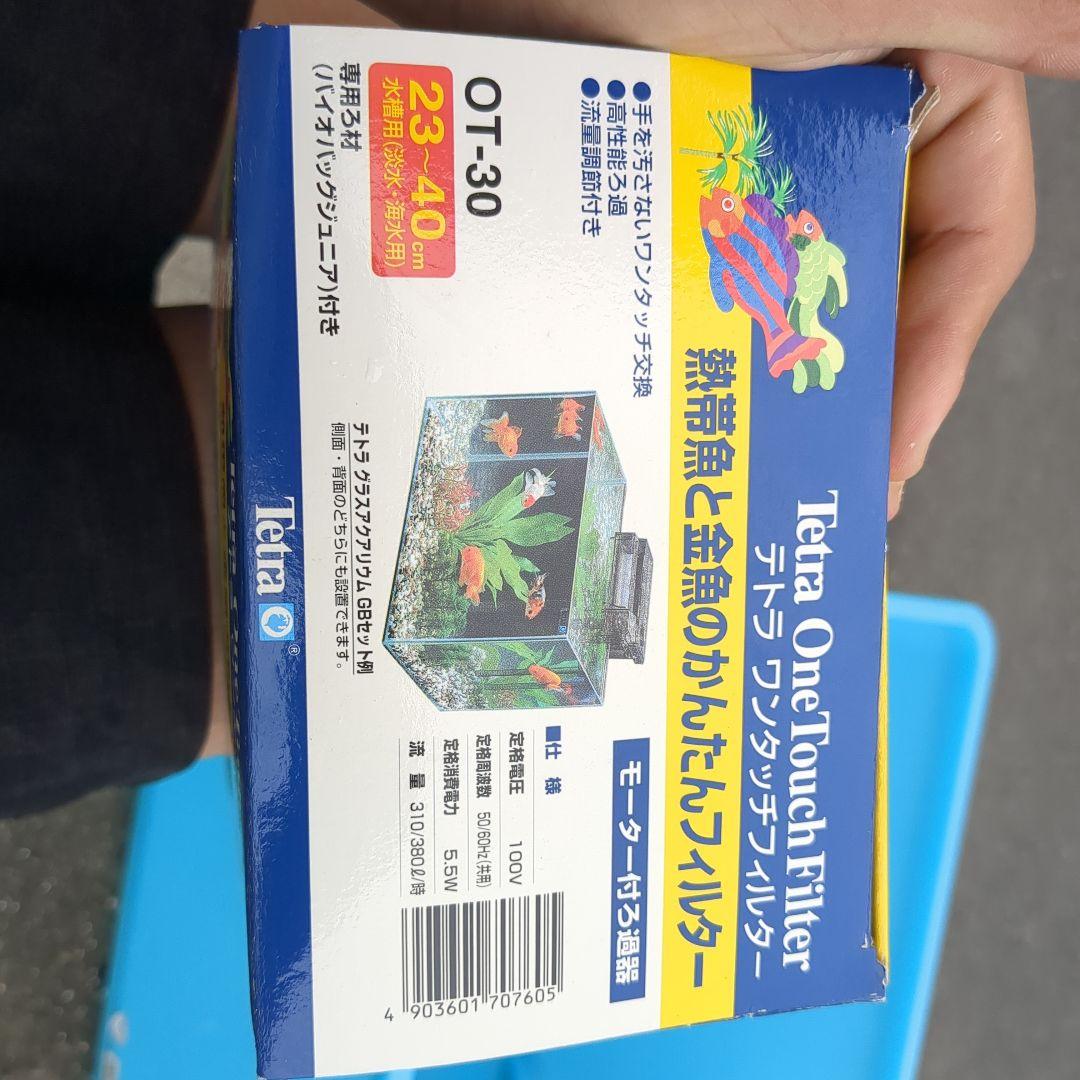 Tetra OneTouch Filter
テトラ ワンタッチフィルター
熱帯魚と金魚のかんたんフィルター
●手を汚さないワンタッチ交換
●高性能ろ過
●流量調節付き
モーター付ろ過器
OT-30
23~40cm
水槽用(淡水・海水用)
専用ろ材
(バイオバッグジュニア)付き
テトラ グラスアクアリウム GBセット例
側面・背面のどちらにも設置できます。
■仕 様
定格電圧 100V
定格周波数 50/60Hz(共用)
定格消費電力 5.5W
流 量 310/380ℓ/時
4 903601 707605
Tetra ®